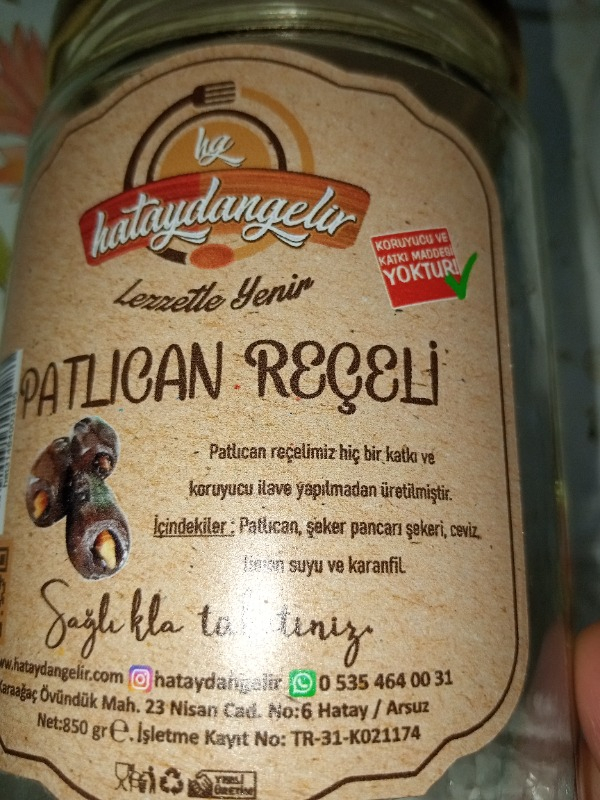 hg
hataydangelir
Lezzetle Yenir
KORUYUCU VE
KATKI MADDESİ
YOKTUR!
PATLICAN REÇELİ
Patlıcan reçelimiz hiç bir katkı ve
koruyucu ilave yapılmadan üretilmiştir.
İçindekiler : Patlıcan, şeker pancarı şekeri, ceviz,
suyu ve karanfil.
Sağlıkla
www.hataydangelir.com hataydangelir 0 535 464 00 31
Karaağaç Övündük Mah. 23 Nisan Cad. No:6 Hatay / Arsuz
Net:850 gr e. İşletme Kayıt No: TR-31-K021174
YERLİ
ÜRETİM